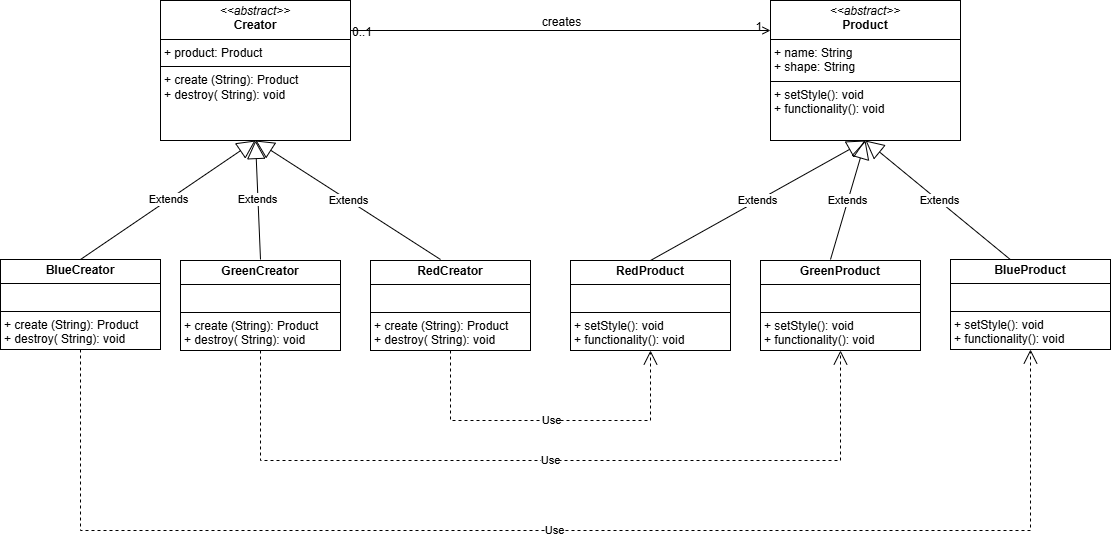 <<abstract>>
Creator
+ product: Product
+ create (String): Product
+ destroy( String): void
0..1
creates
1
<<abstract>>
Product
+ name: String
+ shape: String
+ setStyle(): void
+ functionality(): void
Extends
Extends
Extends
Extends
Extends
Extends
BlueCreator
+ create (String): Product
+ destroy( String): void
GreenCreator
+ create (String): Product
+ destroy( String): void
RedCreator
+ create (String): Product
+ destroy( String): void
RedProduct
+ setStyle(): void
+ functionality(): void
GreenProduct
+ setStyle(): void
+ functionality(): void
BlueProduct
+ setStyle(): void
+ functionality(): void
Use
Use
Use